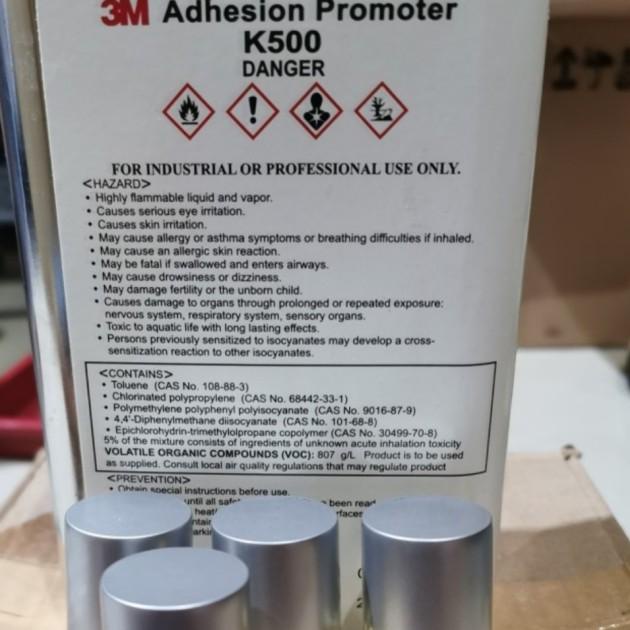 3M Adhesion Promoter
K500
DANGER
FOR INDUSTRIAL OR PROFESSIONAL USE ONLY.
<HAZARD>
• Highly flammable liquid and vapor.
• Causes serious eye irritation.
• Causes skin irritation.
• May cause allergy or asthma symptoms or breathing difficulties if inhaled.
• May cause an allergic skin reaction.
• May be fatal if swallowed and enters airways.
• May cause drowsiness or dizziness.
• May damage fertility or the unborn child.
• Causes damage to organs through prolonged or repeated exposure:
nervous system, respiratory system, sensory organs.
• Toxic to aquatic life with long lasting effects.
• Persons previously sensitized to isocyanates may develop a cross-
sensitization reaction to other isocyanates.
<CONTAINS>
• Toluene (CAS No. 108-88-3)
• Chlorinated polypropylene (CAS No. 68442-33-1)
• Polymethylene polyphenyl polyisocyanate (CAS No. 9016-87-9)
• 4,4'-Diphenylmethane diisocyanate (CAS No. 101-68-8)
• Epichlorohydrin-trimethylolpropane copolymer (CAS No. 30499-70-8)
5% of the mixture consists of ingredients of unknown acute inhalation toxicity
VOLATILE ORGANIC COMPOUNDS (VOC): 807 g/L Product is to be used
as supplied. Consult local air quality regulations that may regulate product
<PREVENTION>
• Obtain special instructions before use.
until all been read
heat